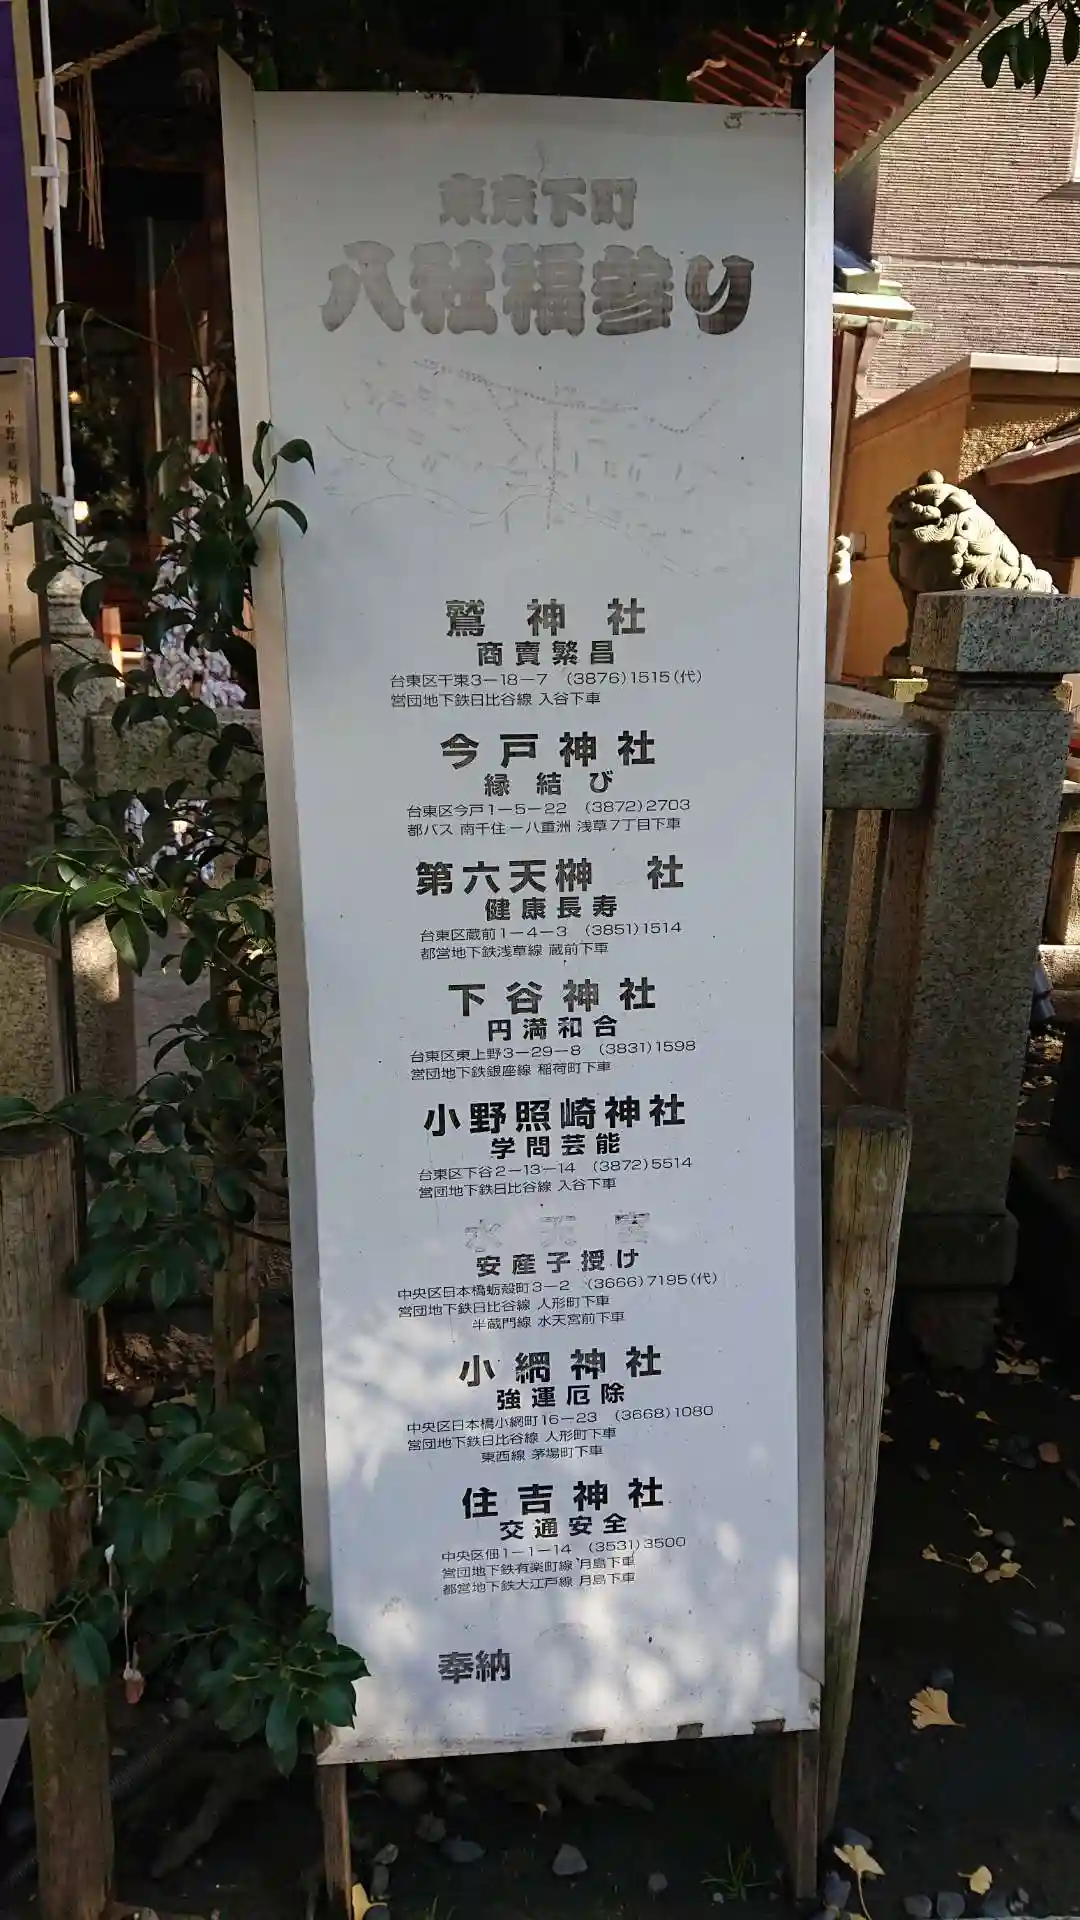 東京下町
八社福参り
鷲神社
商賣繁昌
台東区千束3-18-7 (3876)1515(代)
営団地下鉄日比谷線 入谷下車
今戸神社
縁結び
台東区今戸1-5-22 (3872)2703
都バス 南千住-八重洲 浅草7丁目下車
第六天榊 社
健康長寿
台東区蔵前1-4-3 (3851)1514
都営地下鉄浅草線 蔵前下車
下谷神社
円満和合
台東区東上野3-29-8 (3831)1598
営団地下鉄銀座線 稲荷町下車
小野照崎神社
学問芸能
台東区下谷2-13-14 (3872)5514
営団地下鉄日比谷線 入谷下車
水天宮
安産子授け
中央区日本橋蛎殻町3-2 (3666)7195(代)
営団地下鉄日比谷線 人形町下車
半蔵門線 水天宮前下車
小網神社
強運厄除
中央区日本橋小網町16-23 (3668)1080
営団地下鉄日比谷線 人形町下車
東西線 茅場町下車
住吉神社
交通安全
中央区佃1-1-14 (3531)3500
営団地下鉄有楽町線 月島下車
都営地下鉄大江戸線 月島下車
奉納
小野照崎神社